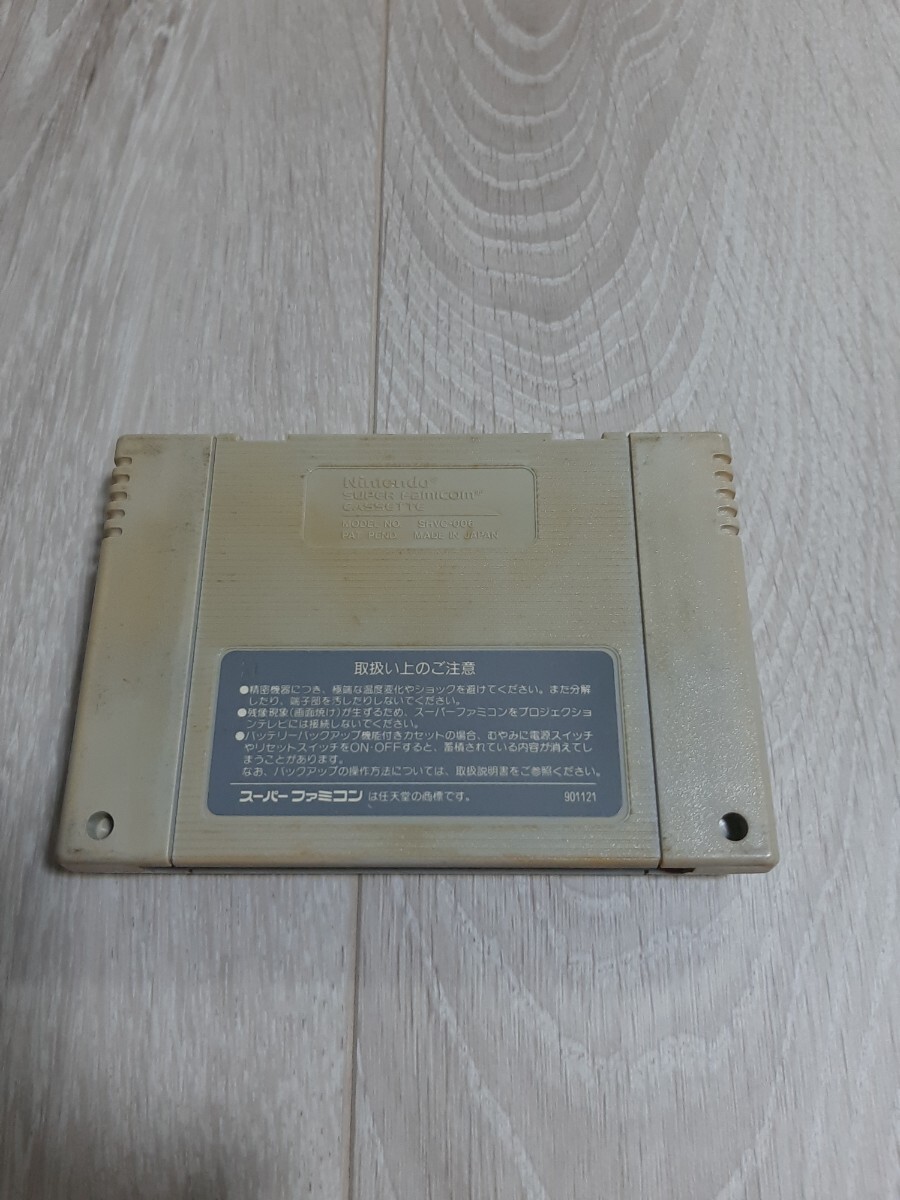 Nintendo®
SUPER FAMICOM®
CASSETTE
MODEL NO. SHVC-006
PAT. PEND. MADE IN JAPAN
取扱い上のご注意
●精密機器につき、極端な温度変化やショックを避けてください。また分解
したり、端子部を汚したりしないでください。
●残像現象(画面焼け)が生ずるため、スーパーファミコンをプロジェクショ
ンテレビには接続しないでください。
●バッテリーバックアップ機能付きカセットの場合、むやみに電源スイッチ
やリセットスイッチをON・OFFすると、蓄積されている内容が消えてし
まうことがあります。
なお、バックアップの操作方法については、取扱説明書をご参照ください。
スーパーファミコン は任天堂の商標です。 901121